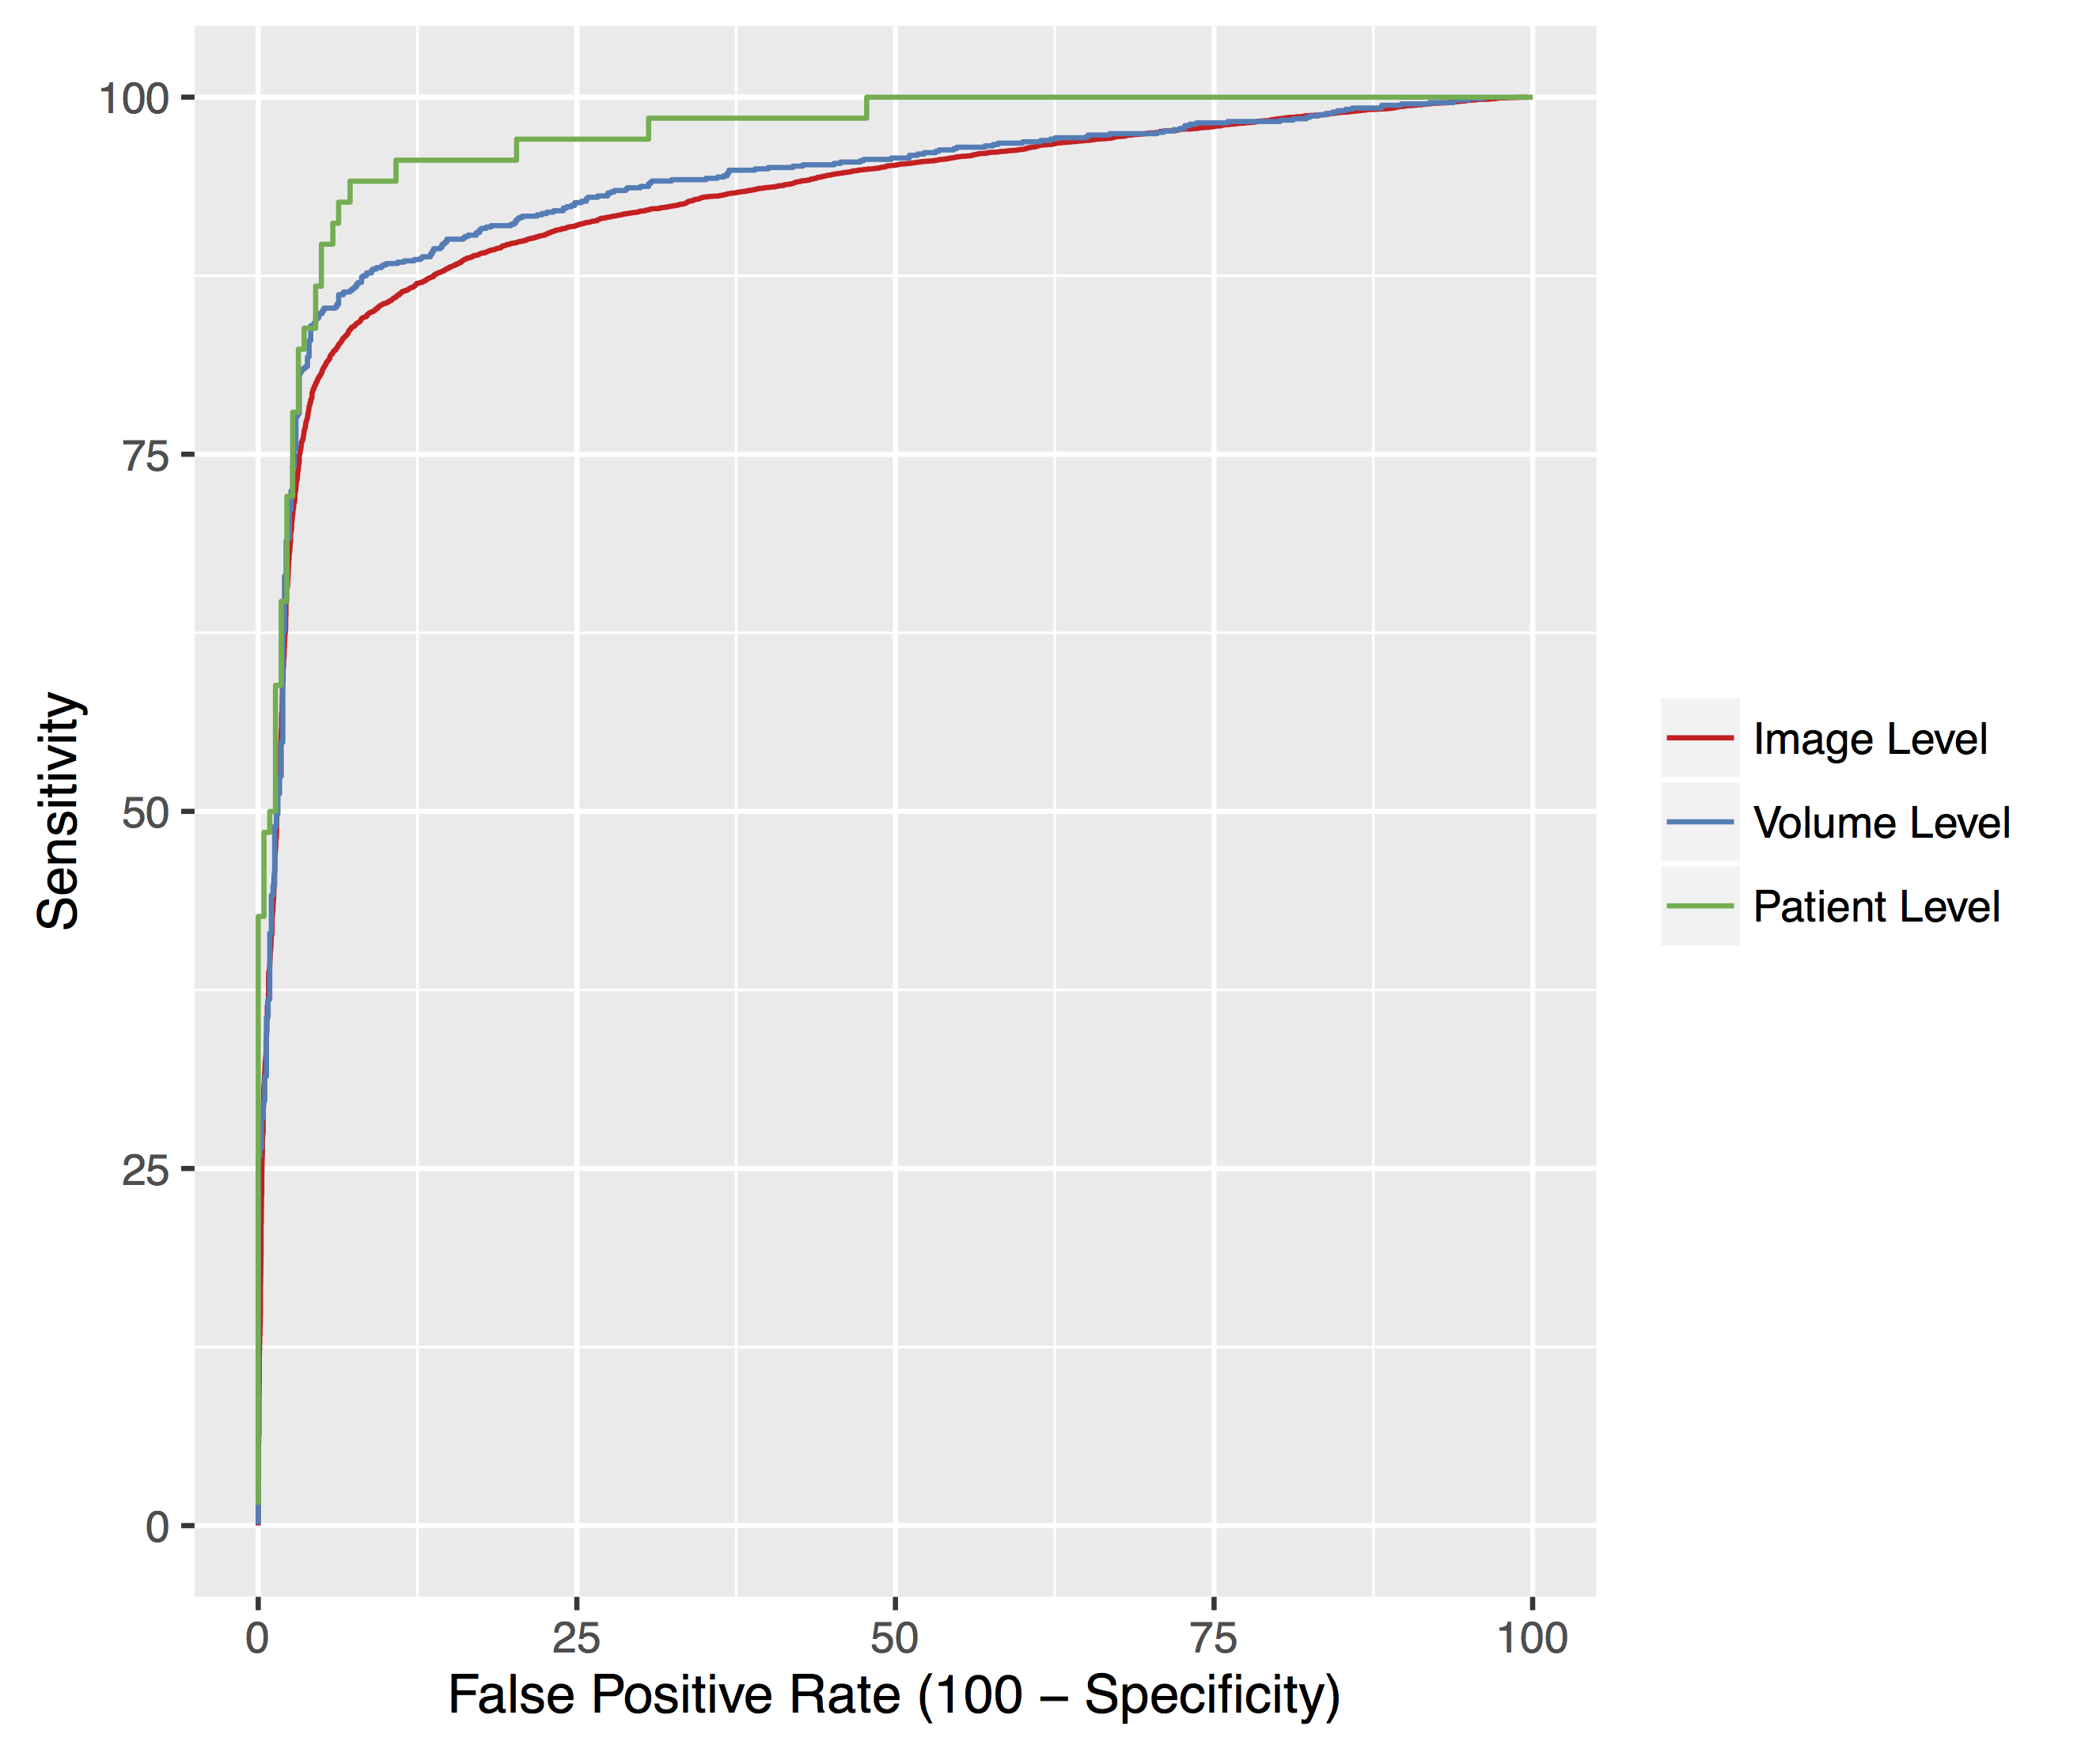 100
75
50
25
0
Sensitivity
0 25 50 75 100
False Positive Rate (100 − Specificity)
Image Level
Volume Level
Patient Level